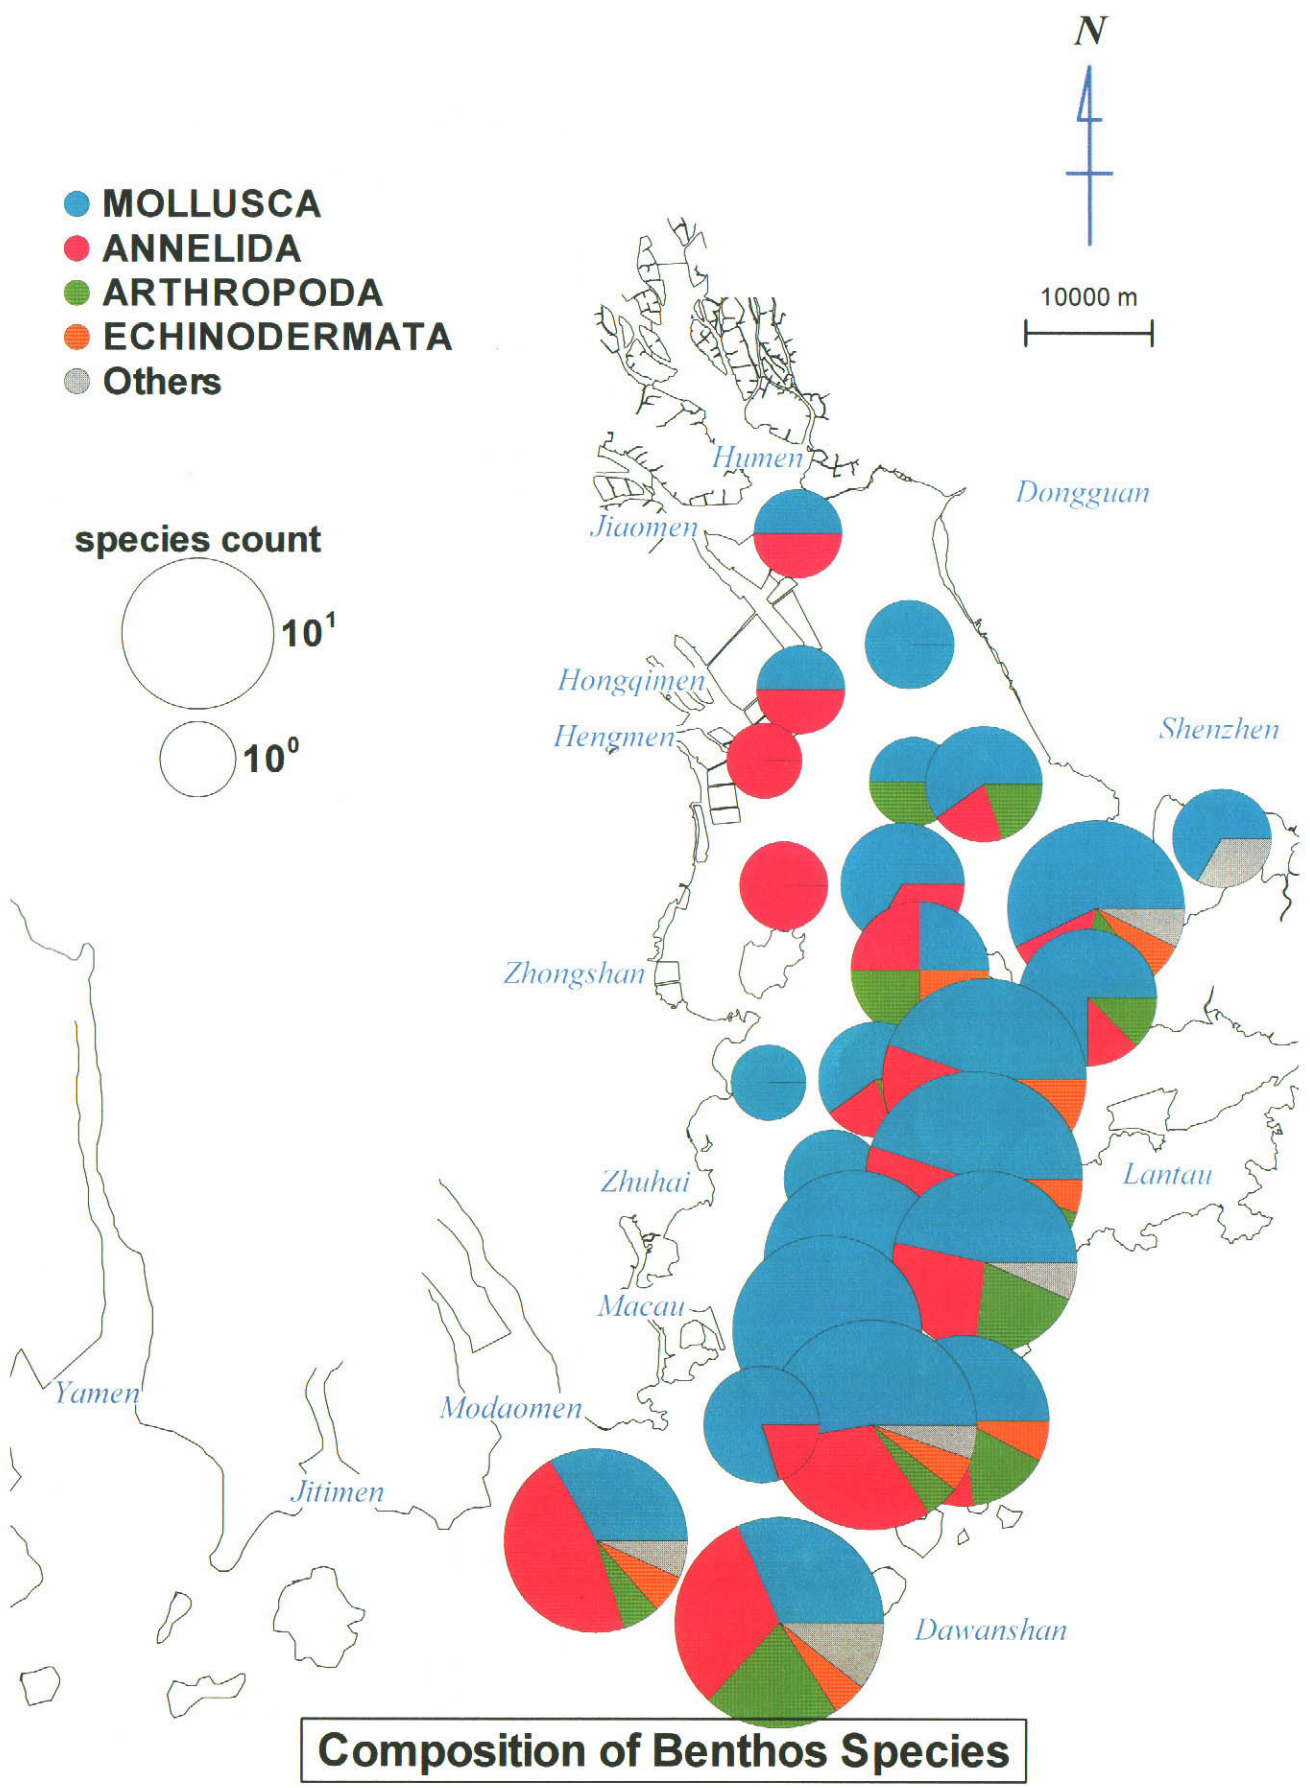 N
10000 m
MOLLUSCA
ANNELIDA
ARTHROPODA
ECHINODERMATA
Others
species count
10¹
10⁰
Humen
Dongguan
Jiaomen
Hongqimen
Hengmen
Shenzhen
Zhongshan
Zhuhai
Lantau
Macau
Yamen
Modaomen
Jitimen
Dawanshan
Composition of Benthos Species